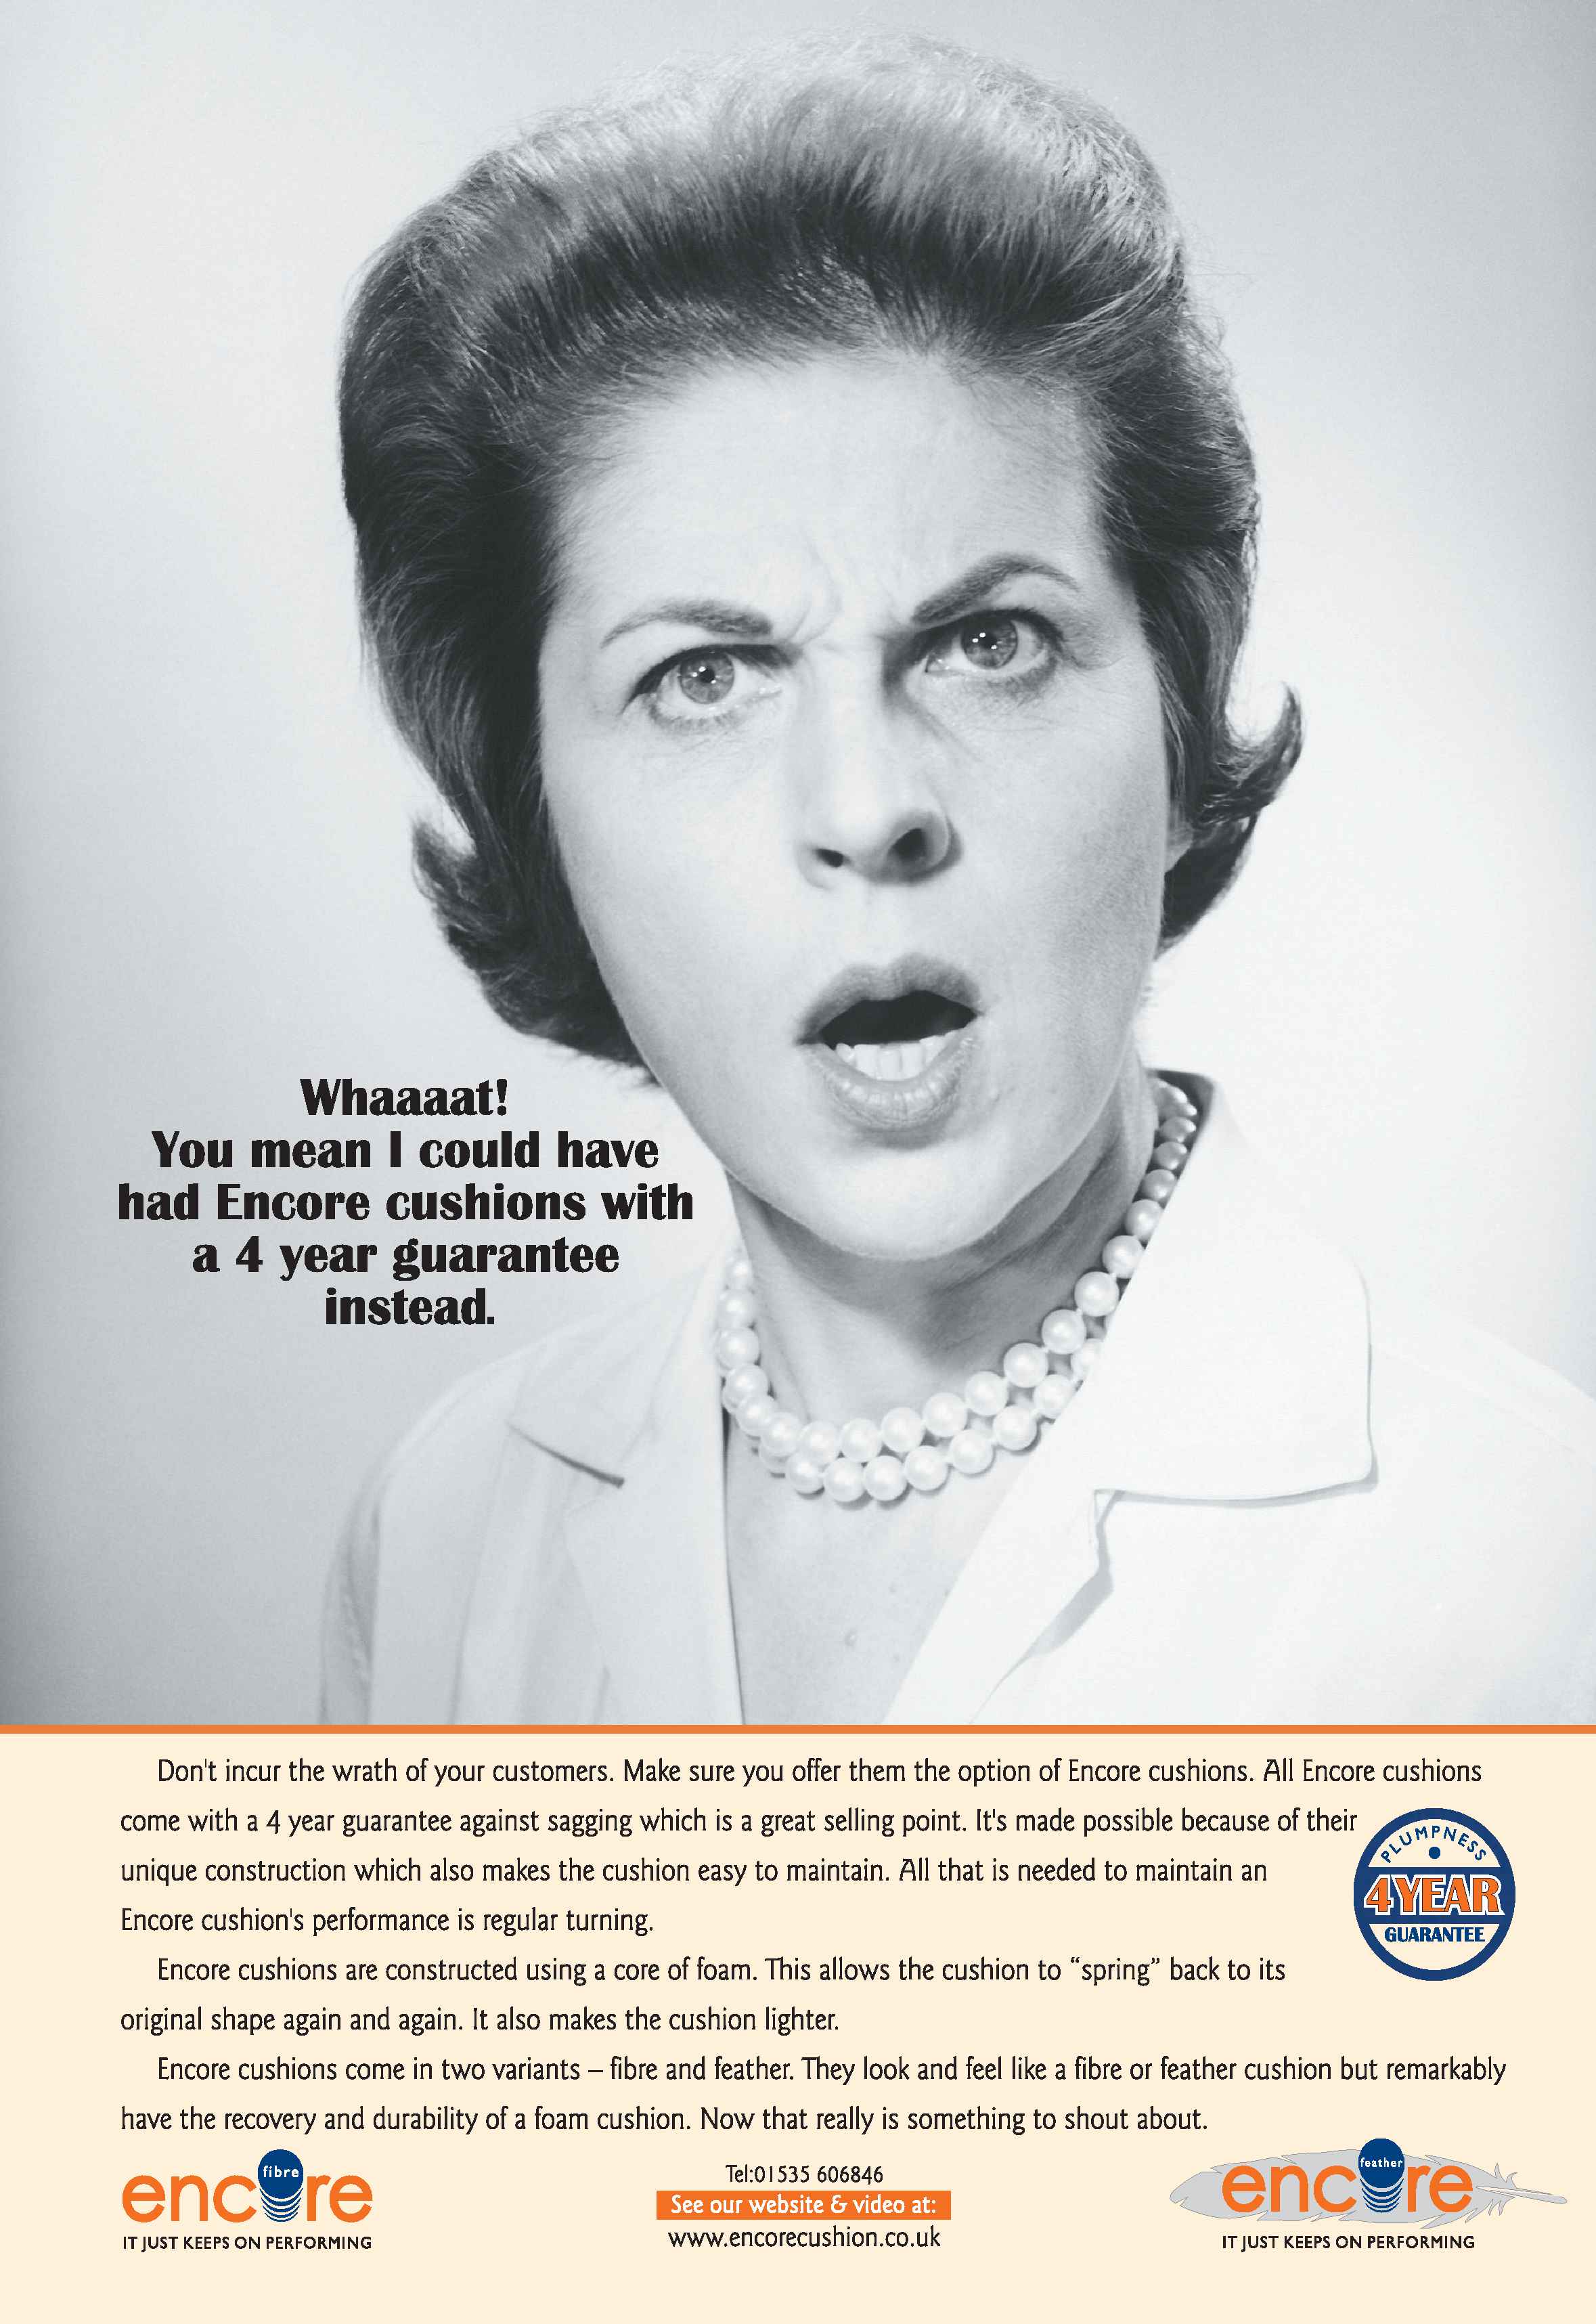 Whaaaat!
You mean I could have
had Encore cushions with
a 4 year guarantee
instead.
Don't incur the wrath of your customers. Make sure you offer them the option of Encore cushions. All Encore cushions
come with a 4 year guarantee against sagging which is a great selling point. It's made possible because of their
unique construction which also makes the cushion easy to maintain. All that is needed to maintain an
Encore cushion's performance is regular turning.
PLUMPNESS
4 YEAR
GUARANTEE
Encore cushions are constructed using a core of foam. This allows the cushion to “spring” back to its
original shape again and again. It also makes the cushion lighter.
Encore cushions come in two variants – fibre and feather. They look and feel like a fibre or feather cushion but remarkably
have the recovery and durability of a foam cushion. Now that really is something to shout about.
fibre
encore
IT JUST KEEPS ON PERFORMING
Tel:01535 606846
See our website & video at:
www.encorecushion.co.uk
feather
encore
IT JUST KEEPS ON PERFORMING